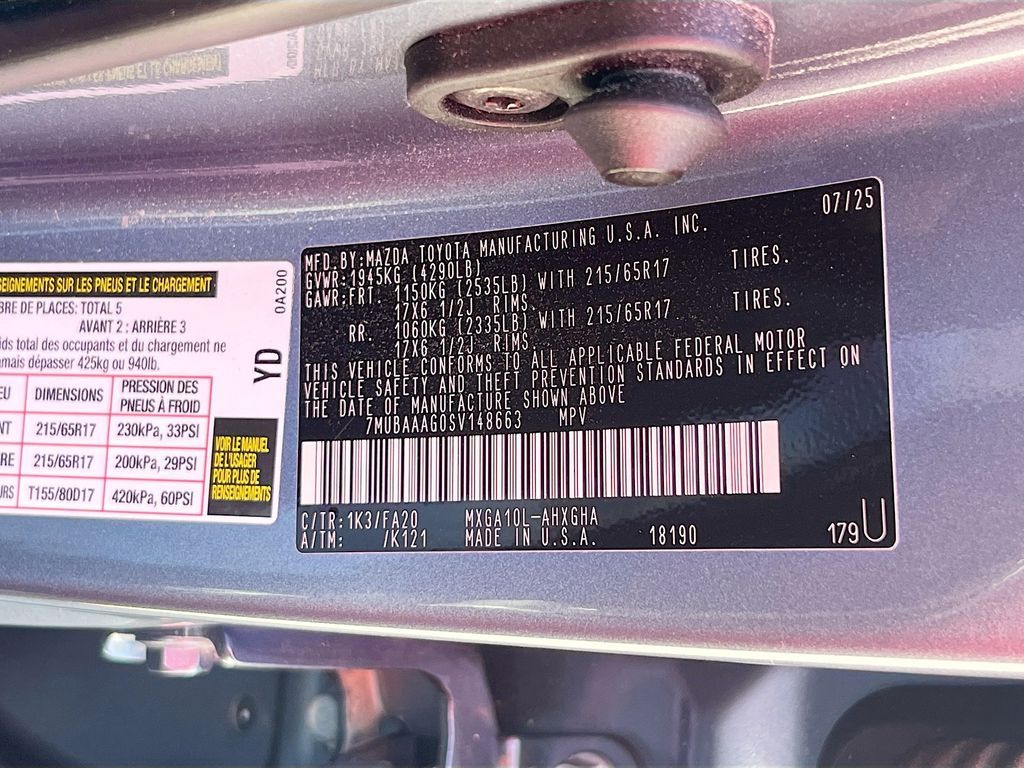 SEIGNEMENTS SUR LES PNEUS ET LE CHARGEMENT
BRE DE PLACES: TOTAL 5
AVANT 2 : ARRIÈRE 3
ids total des occupants et du chargement ne
amais dépasser 425kg ou 940lb.
EU DIMENSIONS PRESSION DES PNEUS À FROID
NT 215/65R17 230kPa, 33PSI
ÈRE 215/65R17 200kPa, 29PSI
URS T155/80D17 420kPa, 60PSI
0A200
YD
VOIR LE MANUEL
DE L'USAGER
POUR PLUS DE
RENSEIGNEMENTS
07/25
MFD.BY:MAZDA TOYOTA MANUFACTURING U.S.A. INC.
GVWR:1945KG (4290LB)
GAWR:FRT. 1150KG (2535LB) WITH 215/65R17 TIRES.
17X6 1/2J RIMS.
RR. 1060KG (2335LB) WITH 215/65R17 TIRES.
17X6 1/2J RIMS.
THIS VEHICLE CONFORMS TO ALL APPLICABLE FEDERAL MOTOR
VEHICLE SAFETY AND THEFT PREVENTION STANDARDS IN EFFECT ON
THE DATE OF MANUFACTURE SHOWN ABOVE
7MUBAAAG0SV148663 MPV
C/TR:1K3/FA20 MXGA10L-AHXGHA
A/TM: /K121 MADE IN U.S.A. 18190 179U